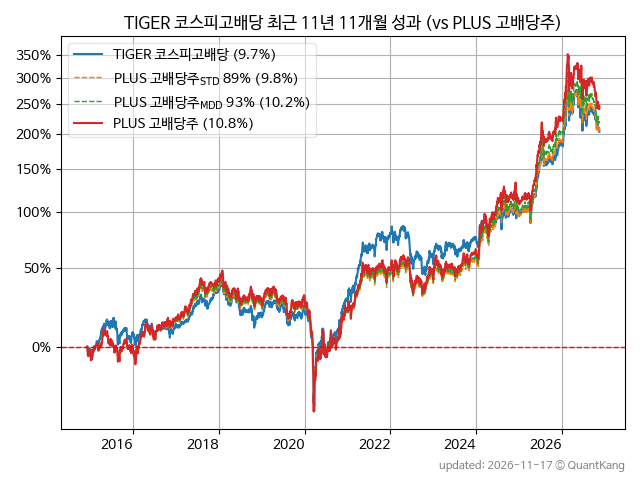 TIGER 코스피고배당 최근 11년 11개월 성과 (vs PLUS 고배당주)
TIGER 코스피고배당 (9.7%)
PLUS 고배당주STD 89% (9.8%)
PLUS 고배당주MDD 93% (10.2%)
PLUS 고배당주 (10.8%)
350%
300%
250%
200%
150%
100%
50%
0%
2016
2018
2020
2022
2024
2026
updated: 2026-11-17 © QuantKang